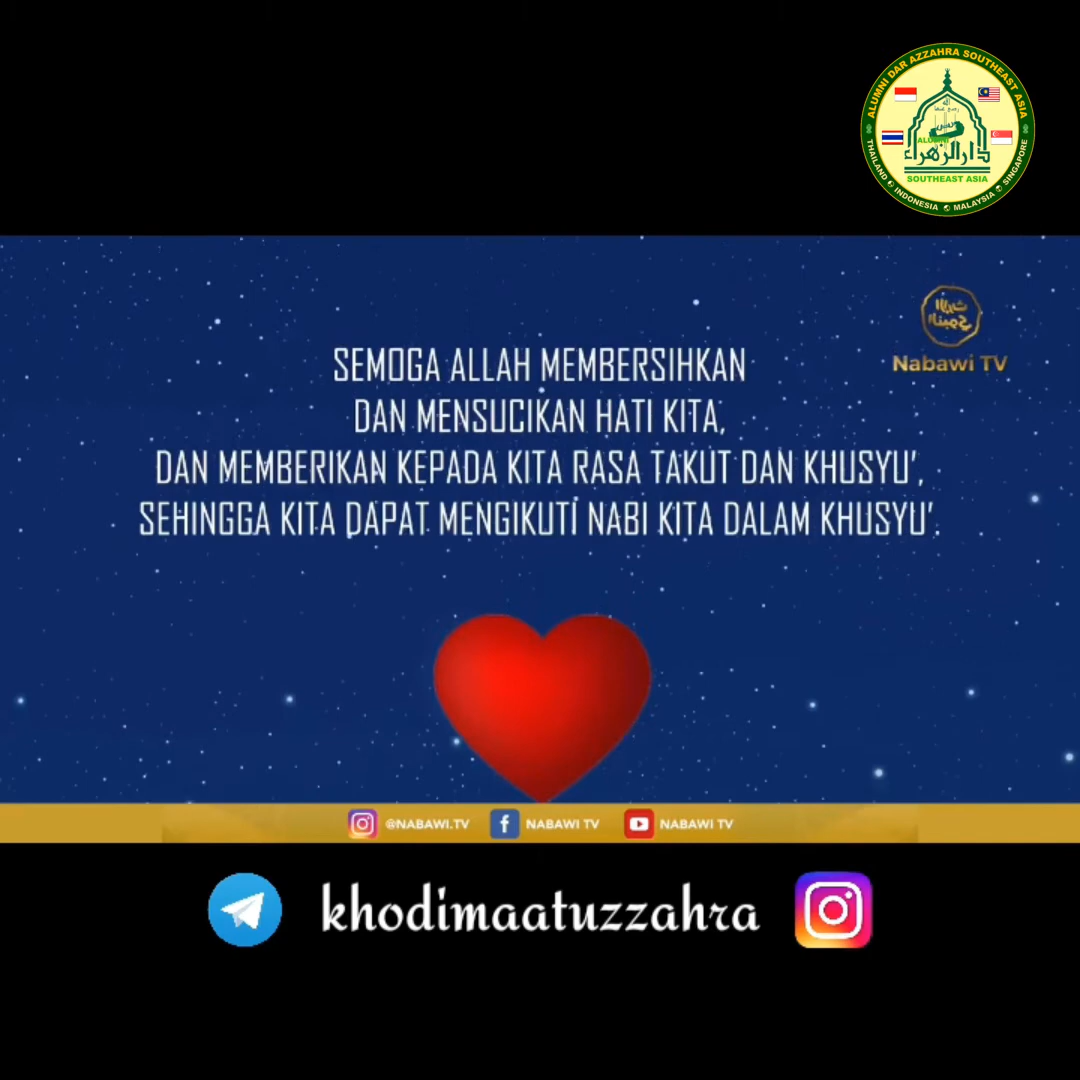 ALUMNI DAR AZZAHRA SOUTHEAST ASIA
ALUMNI
دار الزهراء
SOUTHEAST ASIA
THAILAND INDONESIA MALAYSIA SINGAPORE
Nabawi TV
SEMOGA ALLAH MEMBERSIHKAN
DAN MENSUCIKAN HATI KITA,
DAN MEMBERIKAN KEPADA KITA RASA TAKUT DAN KHUSYU',
SEHINGGA KITA DAPAT MENGIKUTI NABI KITA DALAM KHUSYU'.
@NABAWI.TV NABAWI TV NABAWI TV
khodimaatuzzahra